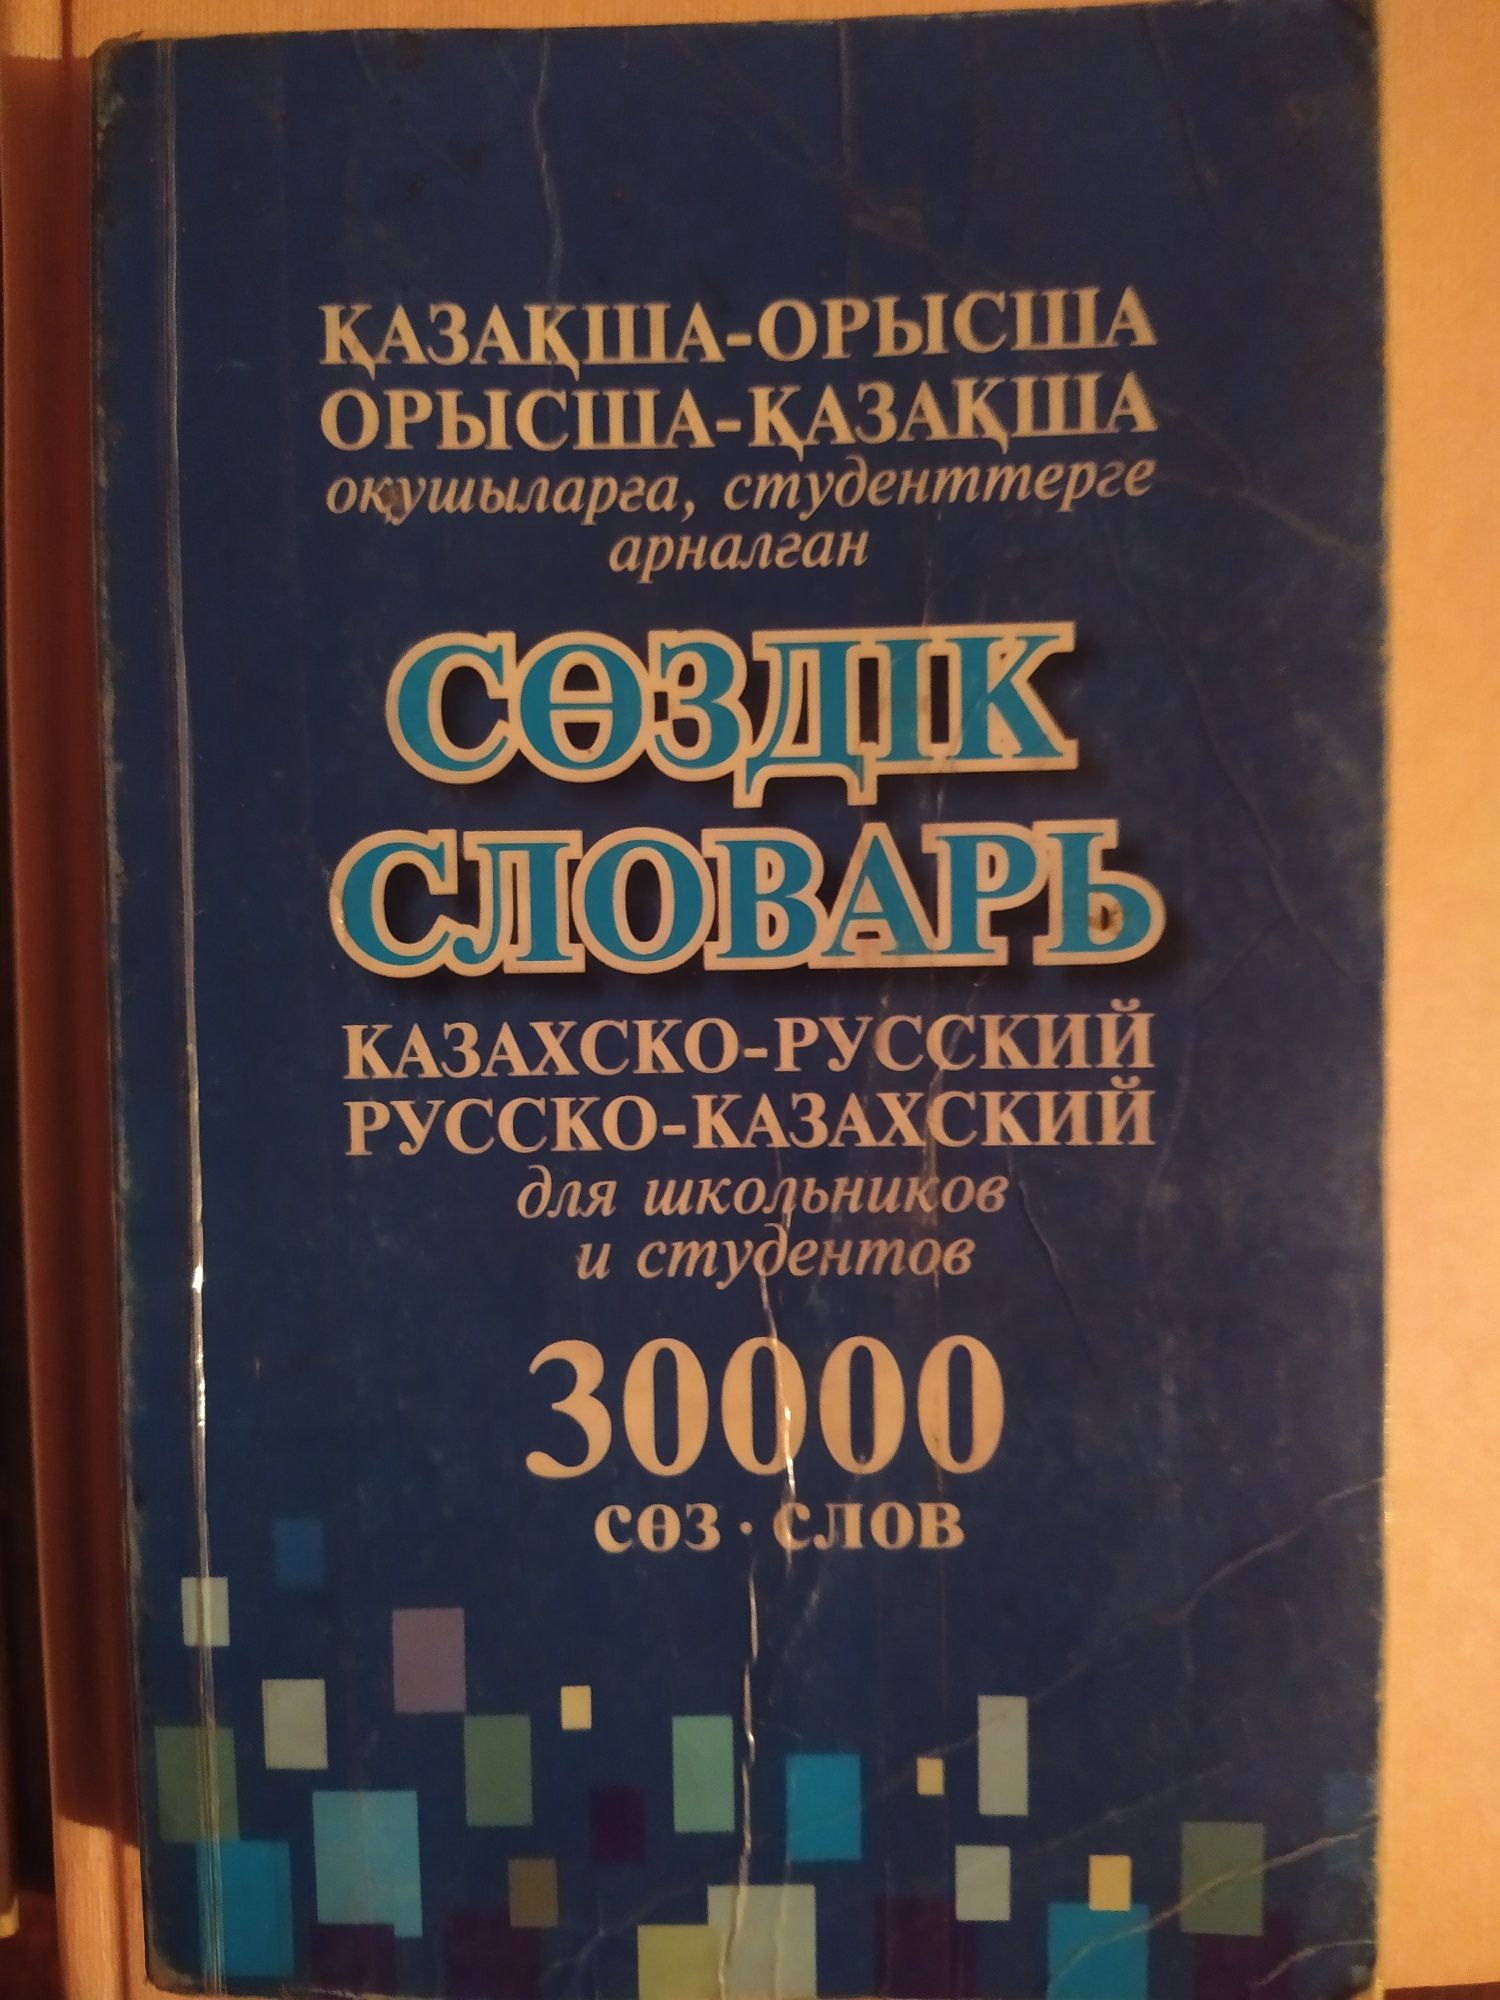 ҚАЗАҚША-ОРЫСША
ОРЫСША-ҚАЗАҚША
оқушыларға, студенттерге
арналған
СӨЗДІК
СЛОВАРЬ
КАЗАХСКО-РУССКИЙ
РУССКО-КАЗАХСКИЙ
для школьников
и студентов
30000
сөз · слов